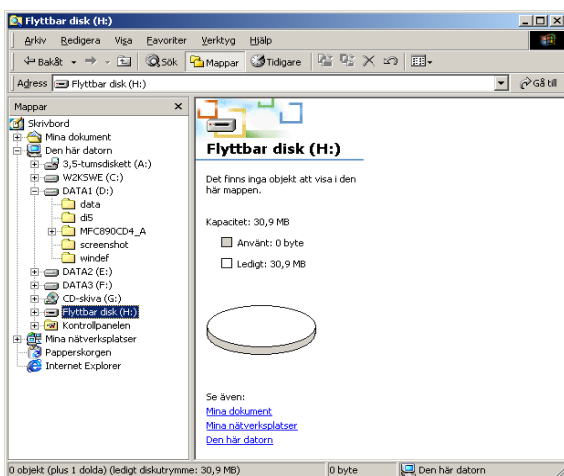 Flyttbar disk (H:)
Arkiv Redigera Visa Favoriter Verktyg Hjälp
Bakåt Sök Mappar Tidigare
Adress Flyttbar disk (H:) Gå till
Mappar
Skrivbord
Mina dokument
Den här datorn
3,5-tumsdiskett (A:)
W2KSWE (C:)
DATA1 (D:)
data
di5
MFC890CD4_A
screenshot
windef
DATA2 (E:)
DATA3 (F:)
CD-skiva (G:)
Flyttbar disk (H:)
Kontrollpanelen
Mina nätverksplatser
Papperskorgen
Internet Explorer
Flyttbar disk (H:)
Det finns inga objekt att visa i den
här mappen.
Kapacitet: 30,9 MB
Använt: 0 byte
Ledigt: 30,9 MB
Se även:
Mina dokument
Mina nätverksplatser
Den här datorn
0 objekt (plus 1 dolda) (ledigt diskutrymme: 30,9 MB) 0 byte Den här datorn